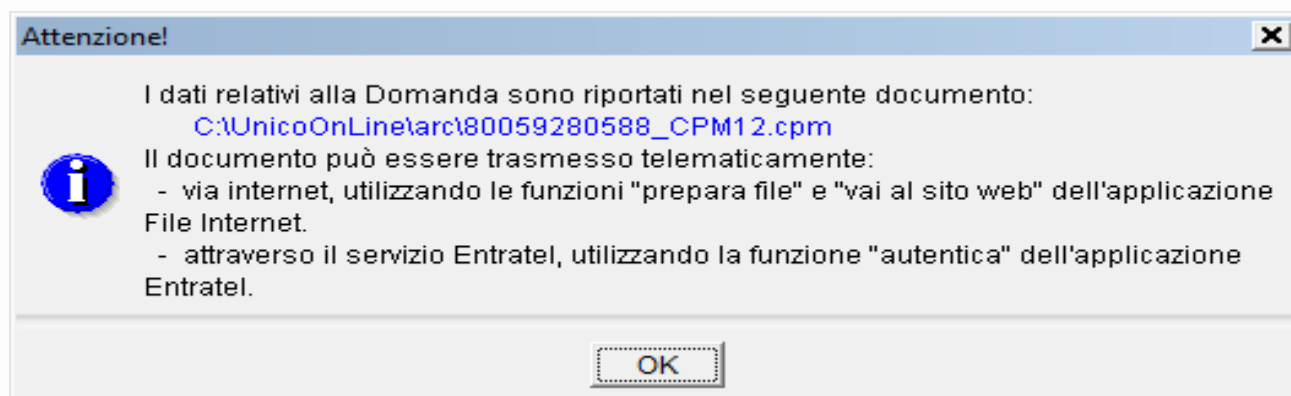 Attenzione!
I dati relativi alla Domanda sono riportati nel seguente documento:
C:\UnicoOnLine\arc\80059280588_CPM12.cpm
Il documento può essere trasmesso telematicamente:
- via internet, utilizzando le funzioni "prepara file" e "vai al sito web" dell'applicazione
File Internet.
- attraverso il servizio Entratel, utilizzando la funzione "autentica" dell'applicazione
Entratel.
OK